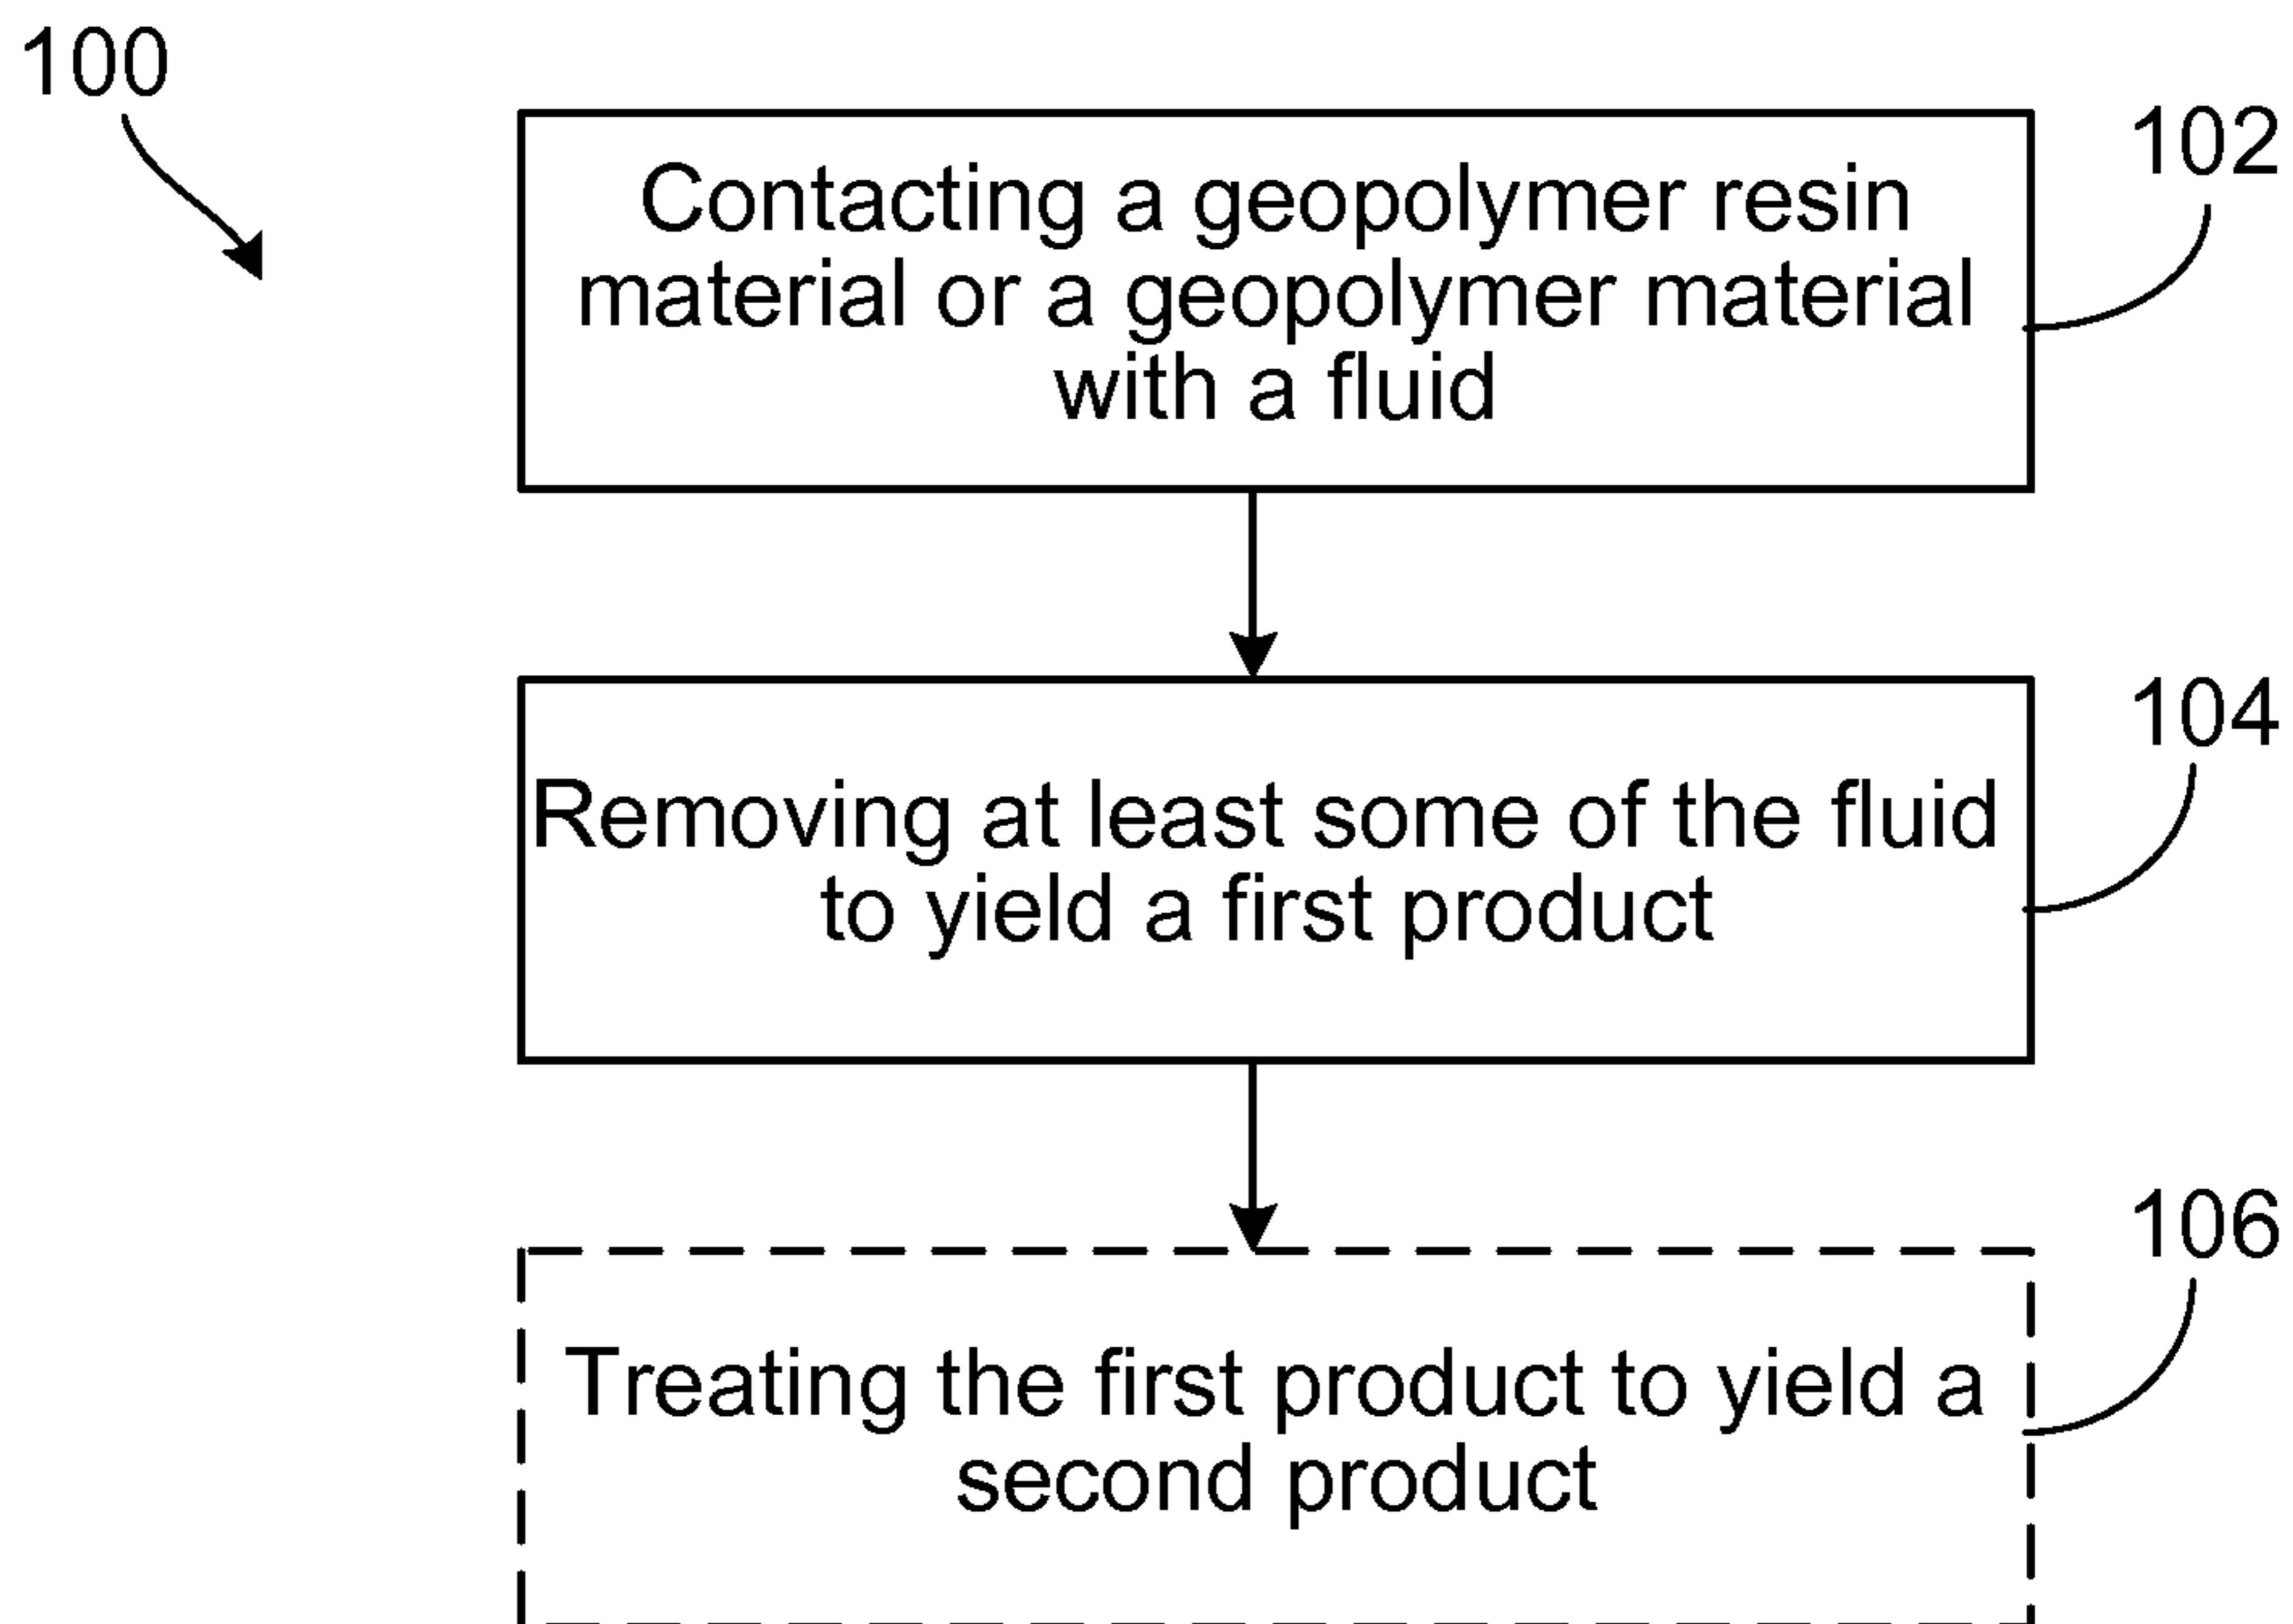 100
102
Contacting a geopolymer resin
material or a geopolymer material
with a fluid
104
Removing at least some of the fluid
to yield a first product
106
Treating the first product to yield a
second product